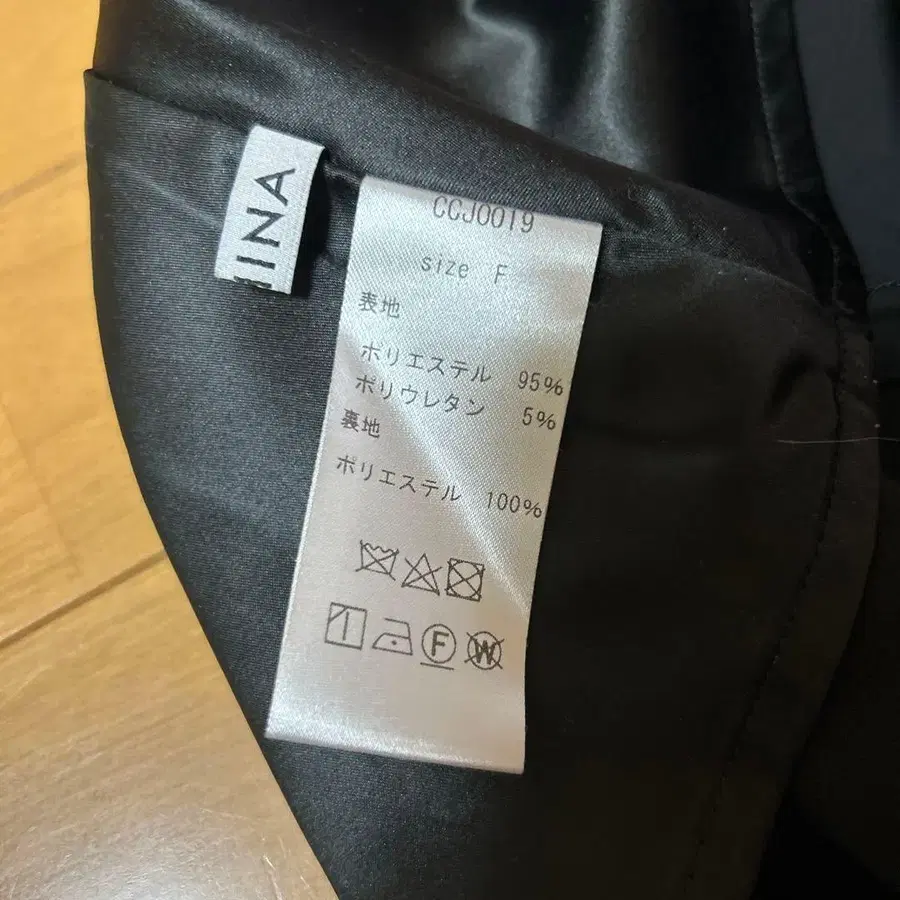 INA
CCJ0019
size F
表地
ポリエステル 95%
ポリウレタン 5%
裏地
ポリエステル 100%
F W